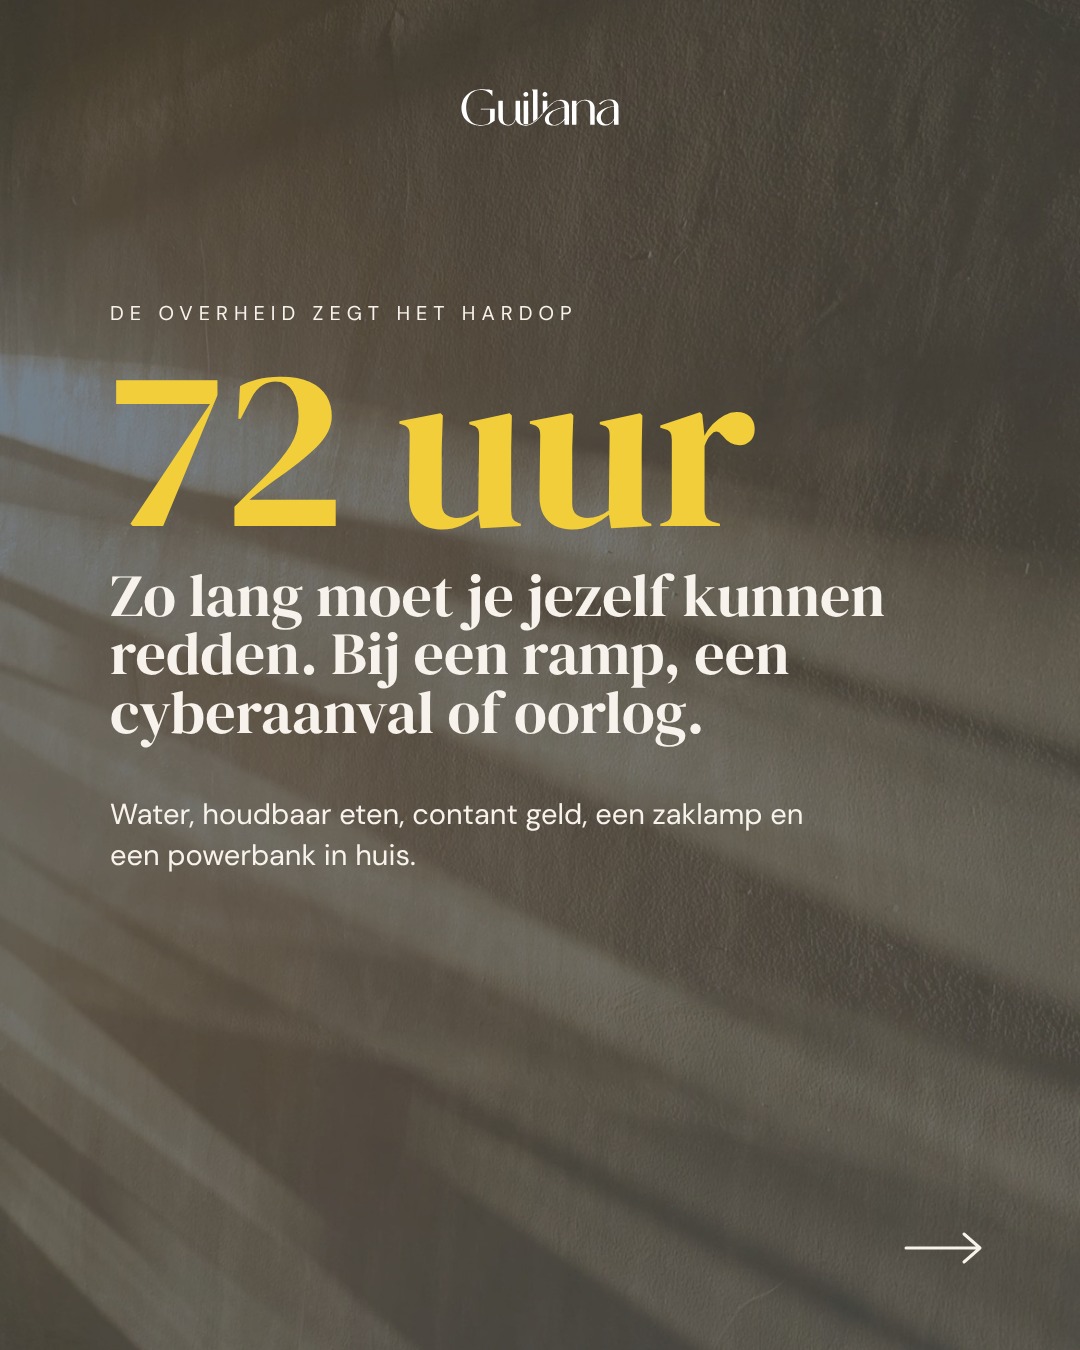 Guiliana
DE OVERHEID ZEGT HET HARDOP
72 uur
Zo lang moet je jezelf kunnen
redden. Bij een ramp, een
cyberaanval of oorlog.
Water, houdbaar eten, contant geld, een zaklamp en
een powerbank in huis.